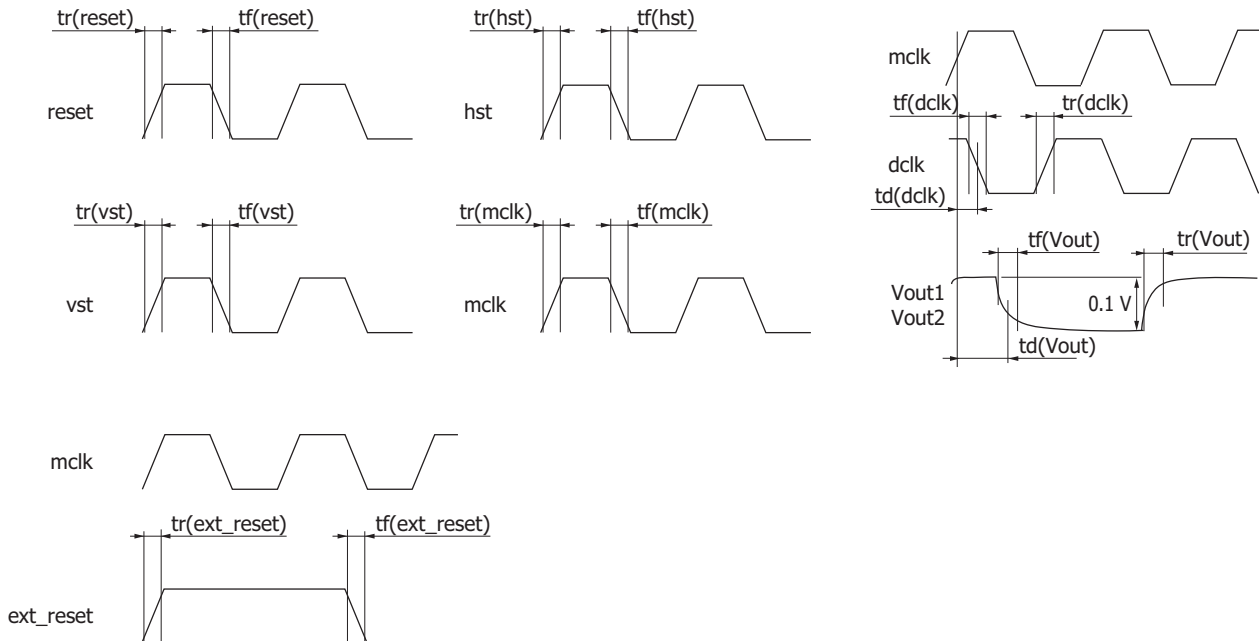 tr(reset) tf(reset)
reset
tr(hst) tf(hst)
hst
mclk
tf(dclk) tr(dclk)
dclk
td(dclk)
tr(vst) tf(vst)
vst
tr(mclk) tf(mclk)
mclk
tf(Vout) tr(Vout)
Vout1
Vout2
0.1 V
td(Vout)
mclk
tr(ext_reset) tf(ext_reset)
ext_reset